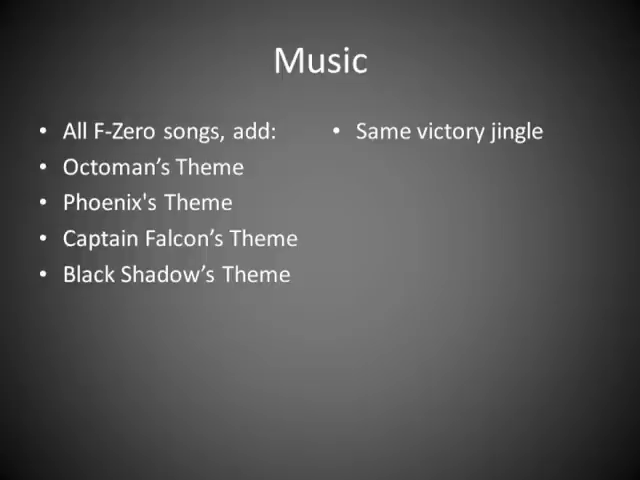 Music
• All F-Zero songs, add:
• Octoman’s Theme
• Phoenix's Theme
• Captain Falcon’s Theme
• Black Shadow’s Theme
• Same victory jingle